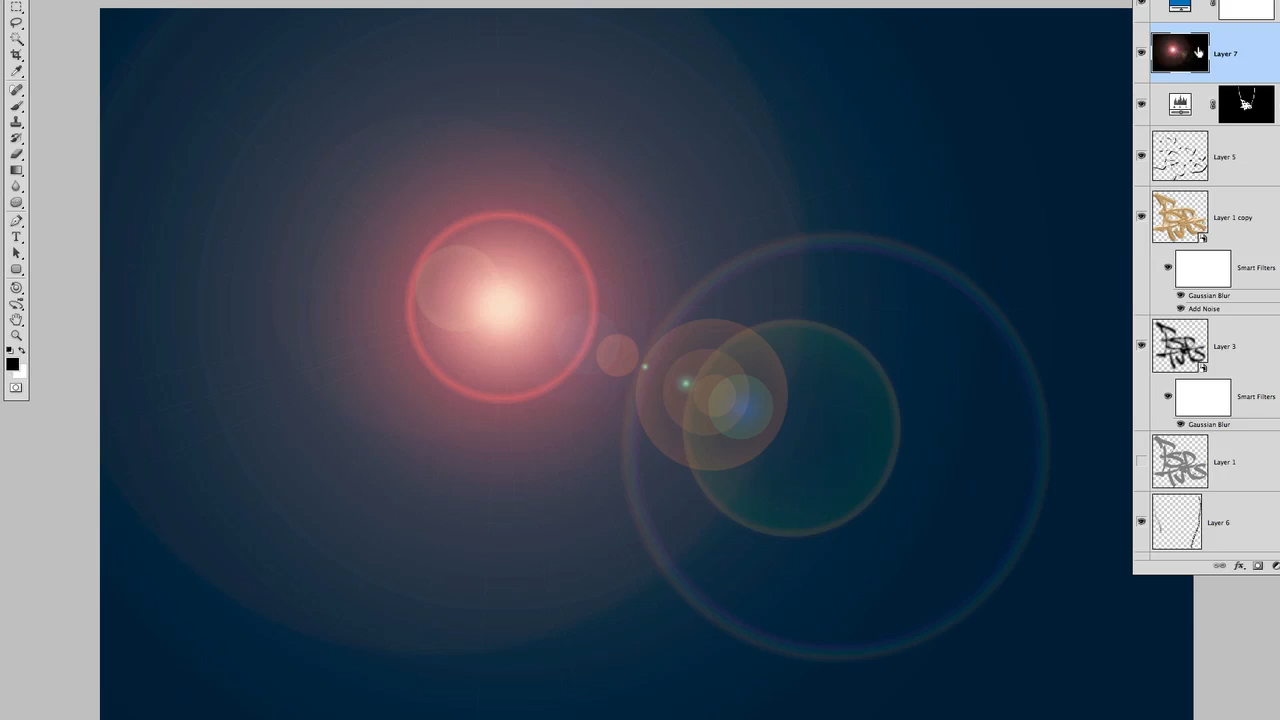 Layer 7
Layer 5
Layer 1 copy
Smart Filters
Gaussian Blur
Add Noise
Layer 3
Smart Filters
Gaussian Blur
Layer 1
Layer 6
fx